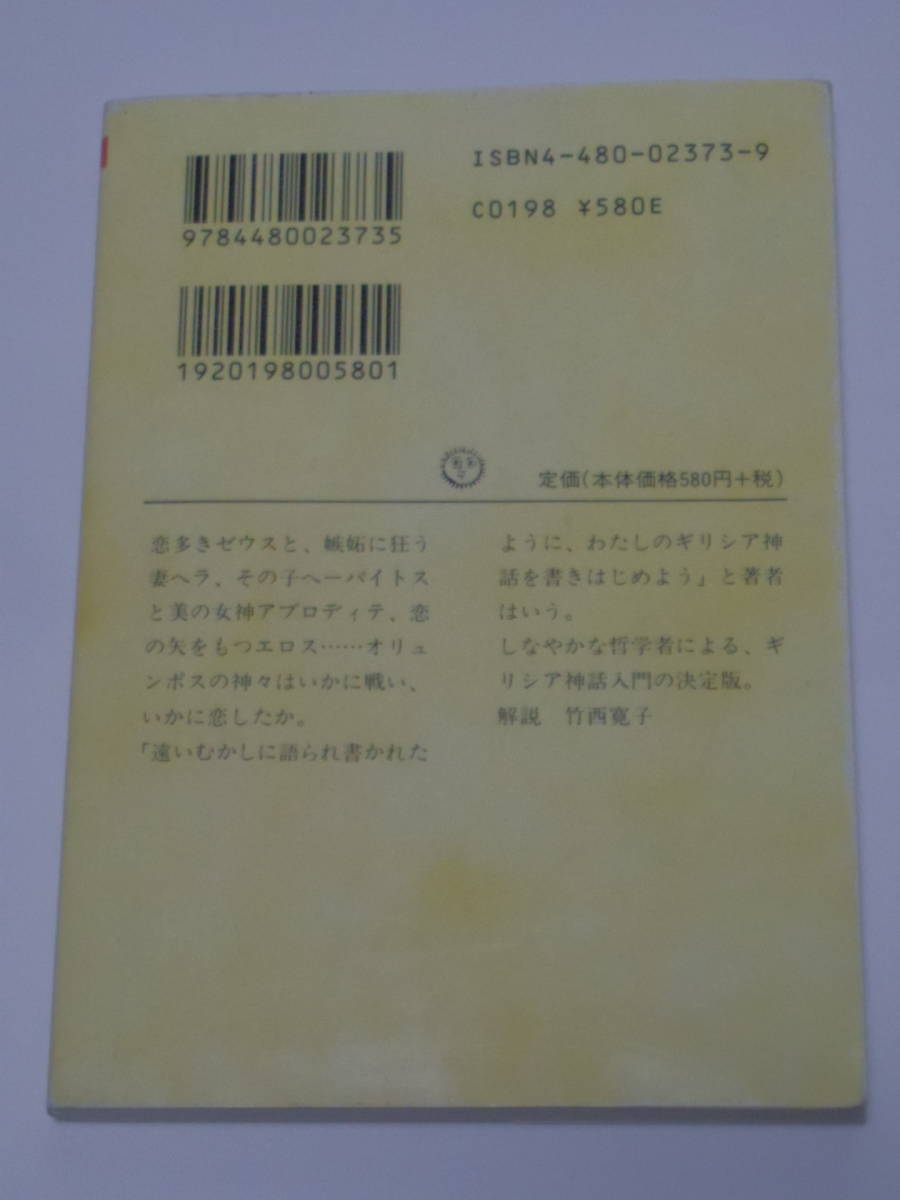 ISBN4-480-02373-9
C0198 ¥580E
9784480023735
1920198005801
定価(本体価格580円+税)
恋多きゼウスと、嫉妬に狂う
妻ヘラ、その子ヘーパイトス
と美の女神アプロディテ、恋
の矢をもつエロス……オリュ
ンポスの神々はいかに戦い、
いかに恋したか。
「遠いむかしに語られ書かれた
ように、わたしのギリシア神
話を書きはじめよう」と著者
はいう。
しなやかな哲学者による、ギ
リシア神話入門の決定版。
解説 竹西寛子